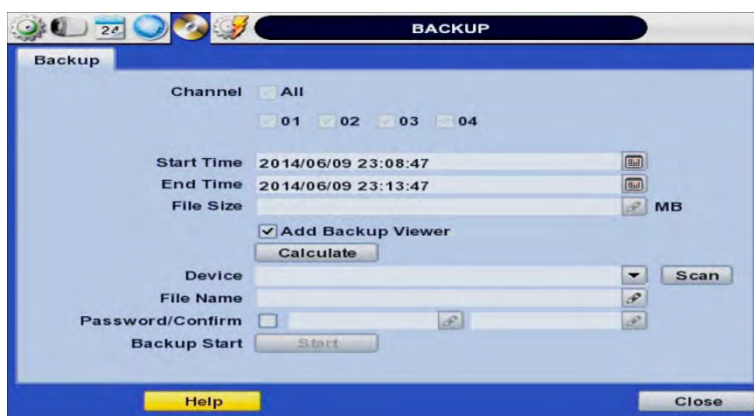 24
BACKUP
Backup
Channel All
01 02 03 04
Start Time 2014/06/09 23:08:47
End Time 2014/06/09 23:13:47
File Size MB
Add Backup Viewer
Calculate
Device Scan
File Name
Password/Confirm
Backup Start Start
Help Close